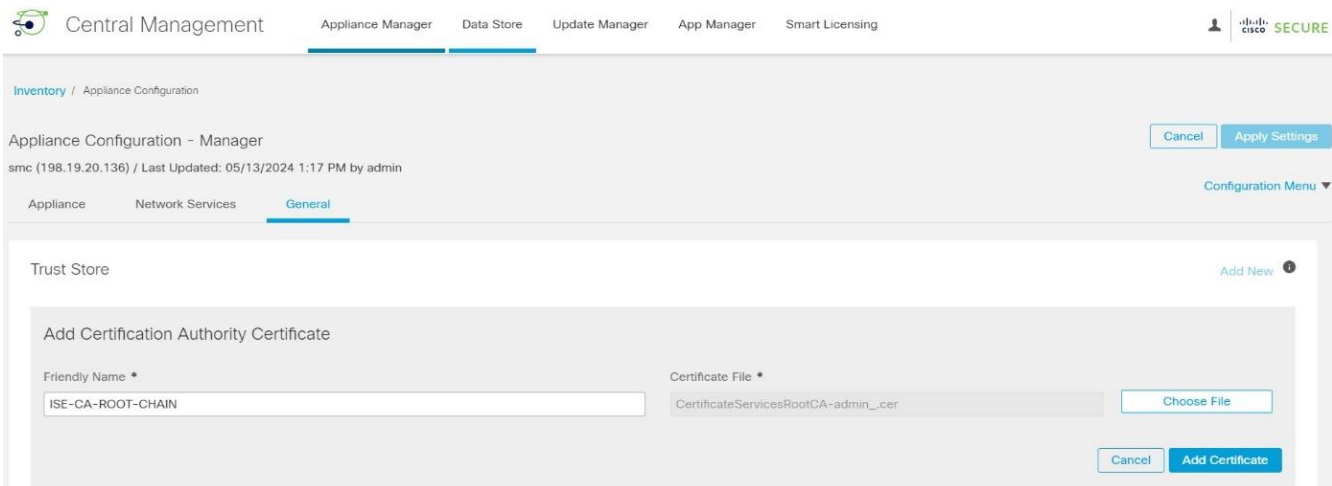 Central Management Appliance Manager Data Store Update Manager App Manager Smart Licensing cisco SECURE
Inventory / Appliance Configuration
Appliance Configuration - Manager Cancel Apply Settings
smc (198.19.20.136) / Last Updated: 05/13/2024 1:17 PM by admin
Configuration Menu
Appliance Network Services General
Trust Store Add New
Add Certification Authority Certificate
Friendly Name * Certificate File *
ISE-CA-ROOT-CHAIN CertificateServicesRootCA-admin_.cer Choose File
Cancel Add Certificate